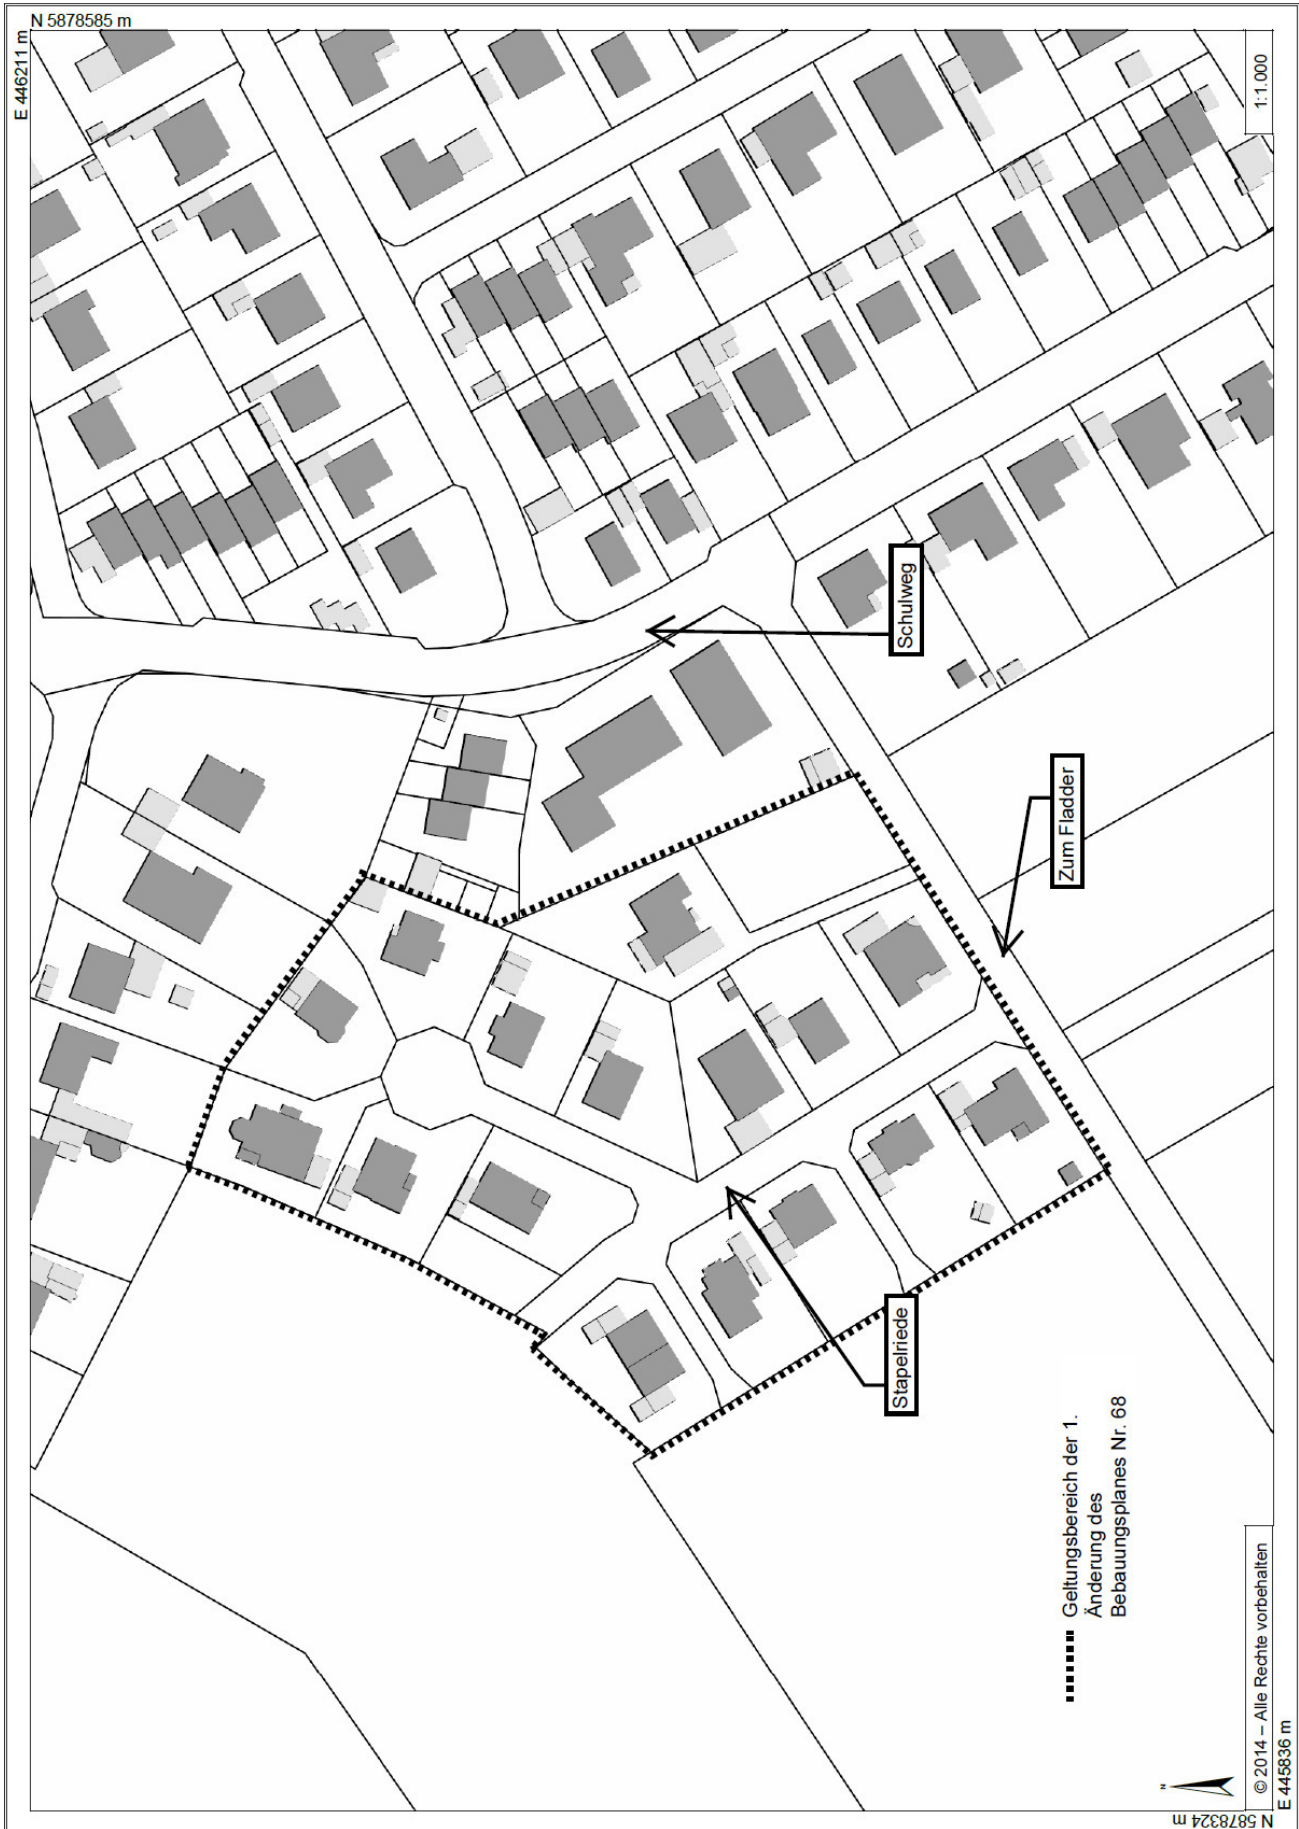 N 5878585 m
E 446211 m
1:1.000
Schulweg
Zum Fladder
Stapelriede
Geltungsbereich der 1.
Änderung des
Bebauungsplanes Nr. 68
N
© 2014 – Alle Rechte vorbehalten
E 445836 m
N 5878324 m